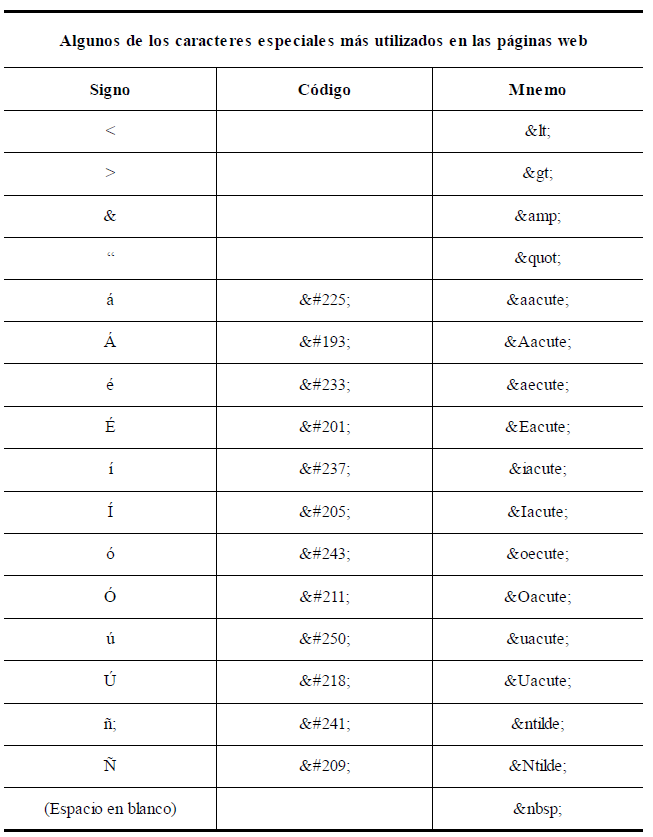 Algunos de los caracteres especiales más utilizados en las páginas web
Signo Código Mnemo
< &lt;
> &gt;
& &amp;
“ &quot;
á &#225; &aacute;
Á &#193; &Aacute;
é &#233; &aecute;
É &#201; &Eacute;
í &#237; &iacute;
Í &#205; &Iacute;
ó &#243; &oecute;
Ó &#211; &Oacute;
ú &#250; &uacute;
Ú &#218; &Uacute;
ñ; &#241; &ntilde;
Ñ &#209; &Ntilde;
(Espacio en blanco) &nbsp;